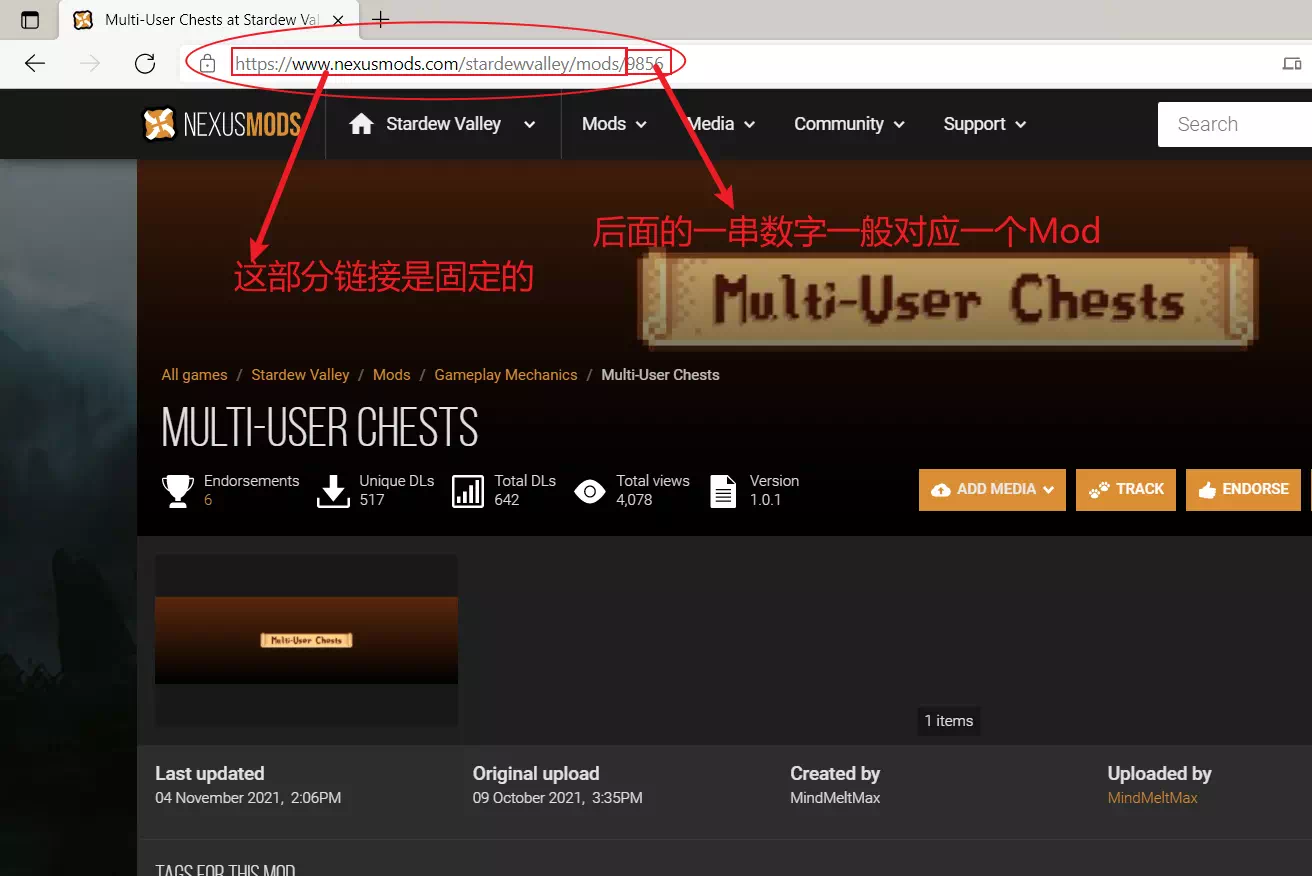 Multi-User Chests at Stardew Val
https://www.nexusmods.com/stardewvalley/mods/9856
NEXUSMODS
Stardew Valley
Mods
Media
Community
Support
Search
后面的一串数字一般对应一个Mod
这部分链接是固定的
Multi-User Chests
All games / Stardew Valley / Mods / Gameplay Mechanics / Multi-User Chests
MULTI-USER CHESTS
Endorsements
6
Unique DLs
517
Total DLs
642
Total views
4,078
Version
1.0.1
ADD MEDIA
TRACK
ENDORSE
Multi-User Chests
1 items
Last updated
04 November 2021, 2:06PM
Original upload
09 October 2021, 3:35PM
Created by
MindMeltMax
Uploaded by
MindMeltMax
TAGS FOR THIS MOD